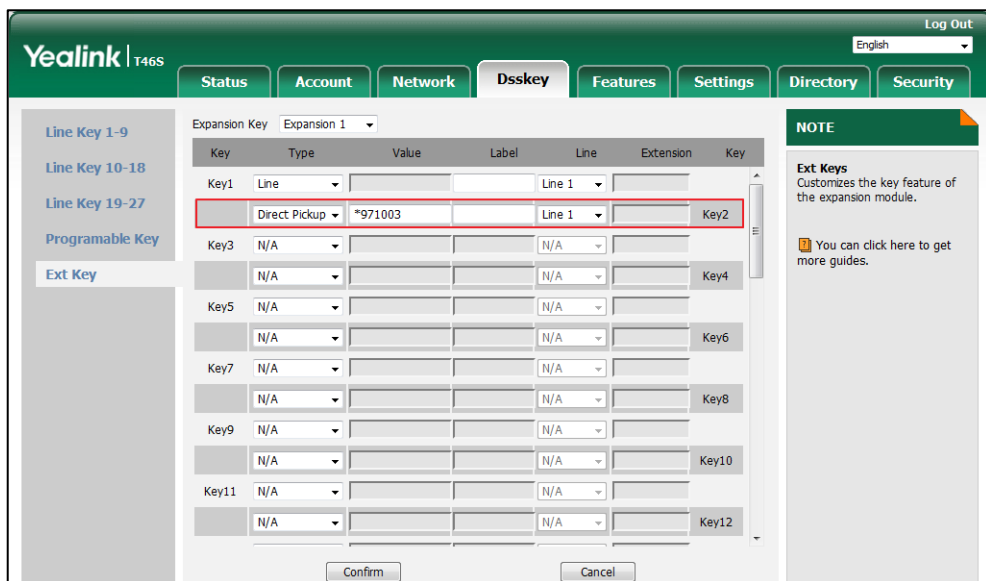 Log Out
Yealink | T46S
English
Status Account Network Dsskey Features Settings Directory Security
Line Key 1-9
Line Key 10-18
Line Key 19-27
Programable Key
Ext Key
Expansion Key Expansion 1
Key Type Value Label Line Extension Key
Key1 Line Line 1
Direct Pickup *971003 Line 1 Key2
Key3 N/A N/A
N/A N/A Key4
Key5 N/A N/A
N/A N/A Key6
Key7 N/A N/A
N/A N/A Key8
Key9 N/A N/A
N/A N/A Key10
Key11 N/A N/A
N/A N/A Key12
Confirm Cancel
NOTE
Ext Keys
Customizes the key feature of
the expansion module.
You can click here to get
more guides.